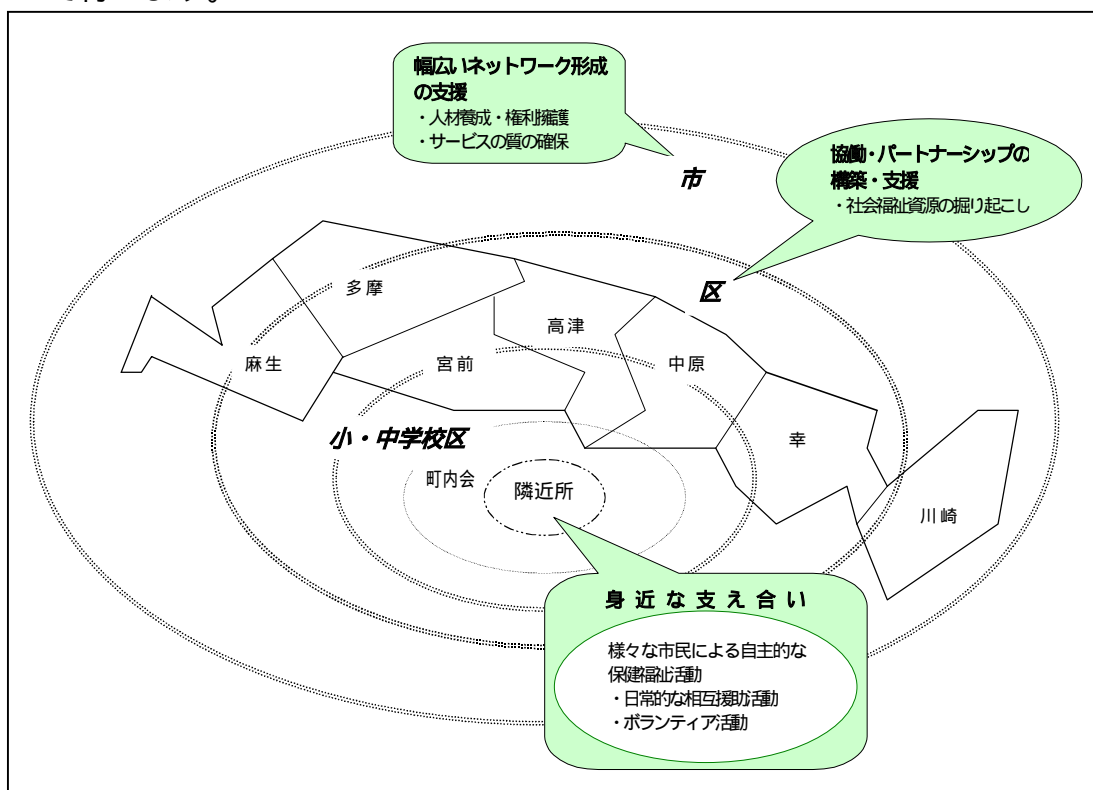 幅広いネットワーク形成
の支援
・人材養成・権利擁護
・サービスの質の確保
市
協働・パートナーシップの
構築・支援
・社会福祉資源の掘り起こし
区
多摩
高津
麻生
宮前
中原
小・中学校区
幸
町内会
隣近所
川崎
身近な支え合い
様々な市民による自主的な
保健福祉活動
・日常的な相互援助活動
・ボランティア活動